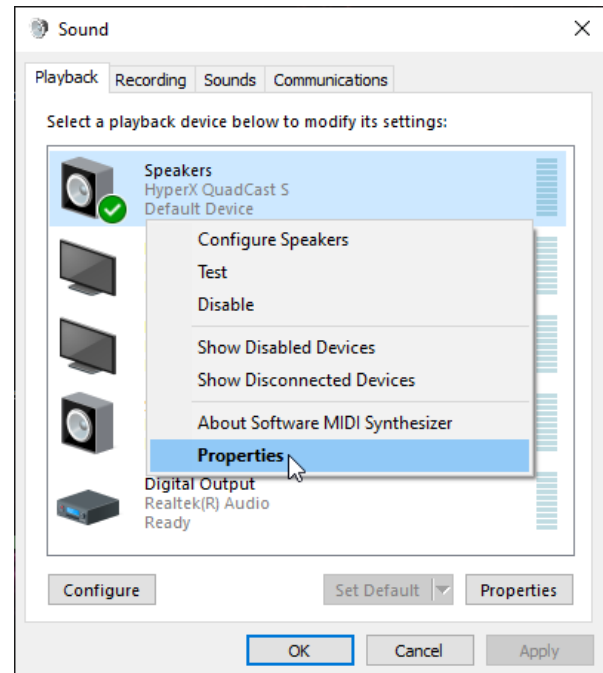 Sound
Playback Recording Sounds Communications
Select a playback device below to modify its settings:
Speakers
HyperX QuadCast S
Default Device
Configure Speakers
Test
Disable
Show Disabled Devices
Show Disconnected Devices
About Software MIDI Synthesizer
Properties
Digital Output
Realtek(R) Audio
Ready
Configure Set Default Properties
OK Cancel Apply